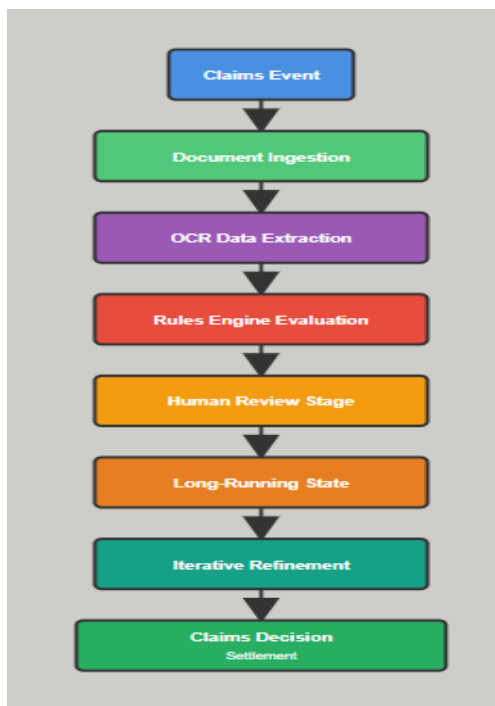 Claims Event
Document Ingestion
OCR Data Extraction
Rules Engine Evaluation
Human Review Stage
Long-Running State
Iterative Refinement
Claims Decision
Settlement